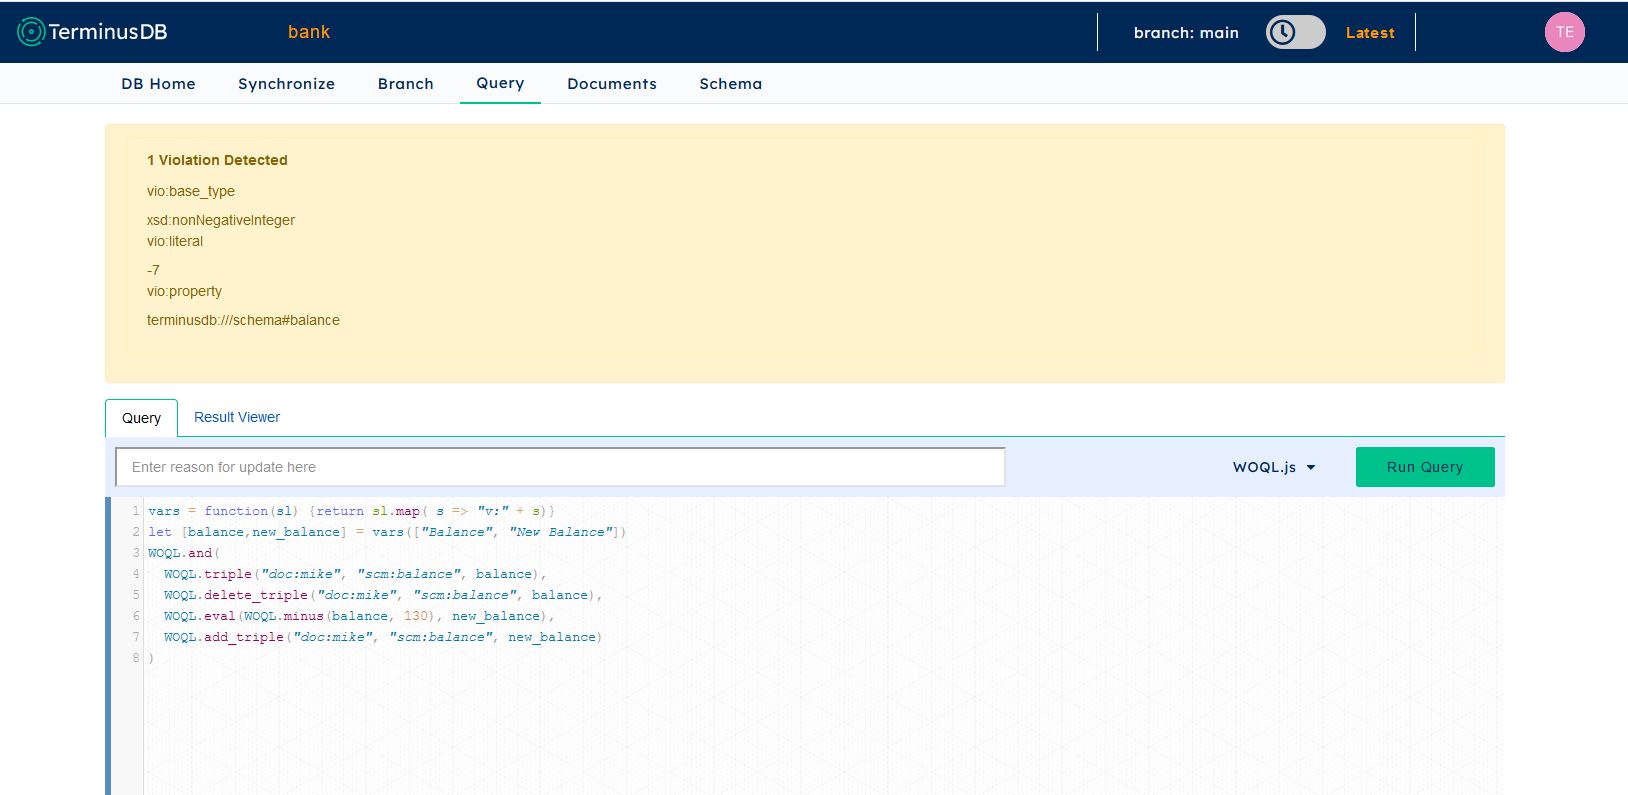 TerminusDB bank branch: main Latest TE
DB Home Synchronize Branch Query Documents Schema
1 Violation Detected
vio:base_type
xsd:nonNegativeInteger
vio:literal
-7
vio:property
terminusdb:///schema#balance
Query Result Viewer
Enter reason for update here WOQL.js Run Query
1 vars = function(sl) {return sl.map( s => "v:" + s)}
2 let [balance,new_balance] = vars(["Balance", "New Balance"])
3 WOQL.and(
4 WOQL.triple("doc:mike", "scm:balance", balance),
5 WOQL.delete_triple("doc:mike", "scm:balance", balance),
6 WOQL.eval(WOQL.minus(balance, 130), new_balance),
7 WOQL.add_triple("doc:mike", "scm:balance", new_balance)
8 )